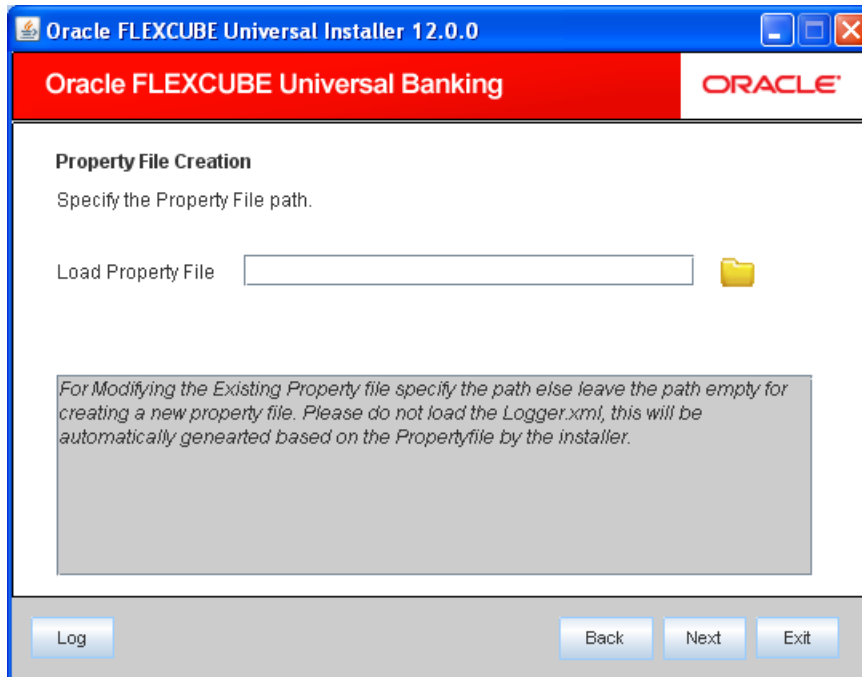 Oracle FLEXCUBE Universal Installer 12.0.0
Oracle FLEXCUBE Universal Banking
ORACLE
Property File Creation
Specify the Property File path.
Load Property File
For Modifying the Existing Property file specify the path else leave the path empty for
creating a new property file. Please do not load the Logger.xml, this will be
automatically genearted based on the Propertyfile by the installer.
Log
Back
Next
Exit